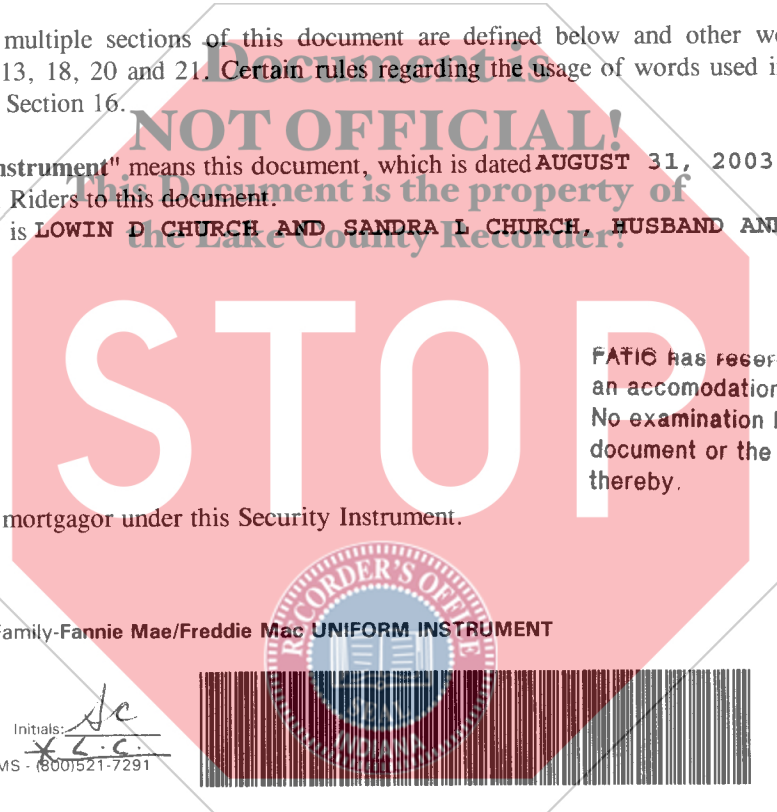 multiple sections of this document are defined below and other
13, 18, 20 and 21. Certain rules regarding the usage of words used
Section 16.
Document is
NOT OFFICIAL!
This Document is the property of
the Lake County Recorder!
nstrument" means this document, which is dated AUGUST 31, 2003
Riders to this document.
is LOWIN D CHURCH AND SANDRA L CHURCH, HUSBAND
STOP
FATIC has
an accomodation
No examination
document or the
thereby.
mortgagor under this Security Instrument.
Family-Fannie Mae/Freddie Mac UNIFORM INSTRUMENT
RECORDER'S OFFICE
SEAL
INDIANA
Initials: SC
X L.C.
MS - (800)521-7291